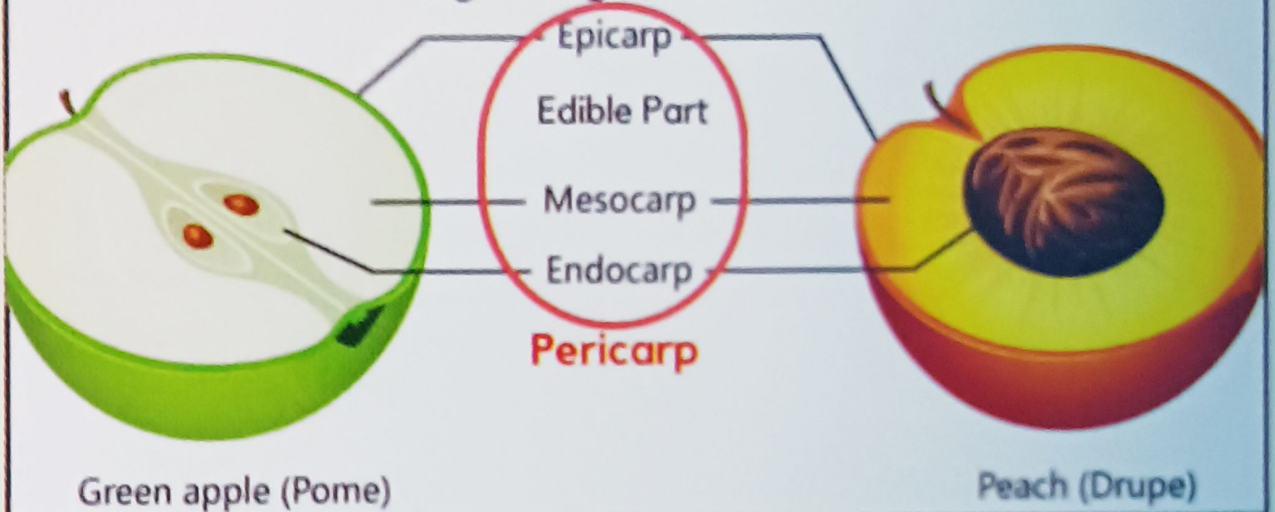 Epicarp
Edible Part
Mesocarp
Endocarp
Pericarp
Green apple (Pome)
Peach (Drupe)